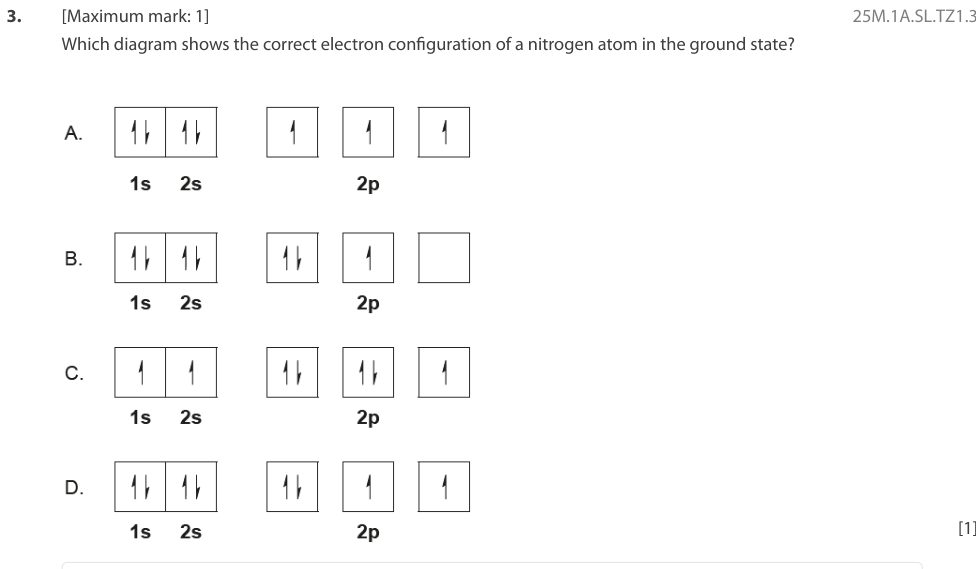 3. [Maximum mark: 1] 25M.1A.SL.TZ1.3
Which diagram shows the correct electron configuration of a nitrogen atom in the ground state?
A. ↿⇂ ↿⇂ ↿ ↿ ↿
1s 2s 2p
B. ↿⇂ ↿⇂ ↿⇂ ↿
1s 2s 2p
C. ↿ ↿ ↿⇂ ↿⇂ ↿
1s 2s 2p
D. ↿⇂ ↿⇂ ↿⇂ ↿ ↿
1s 2s 2p
[1]